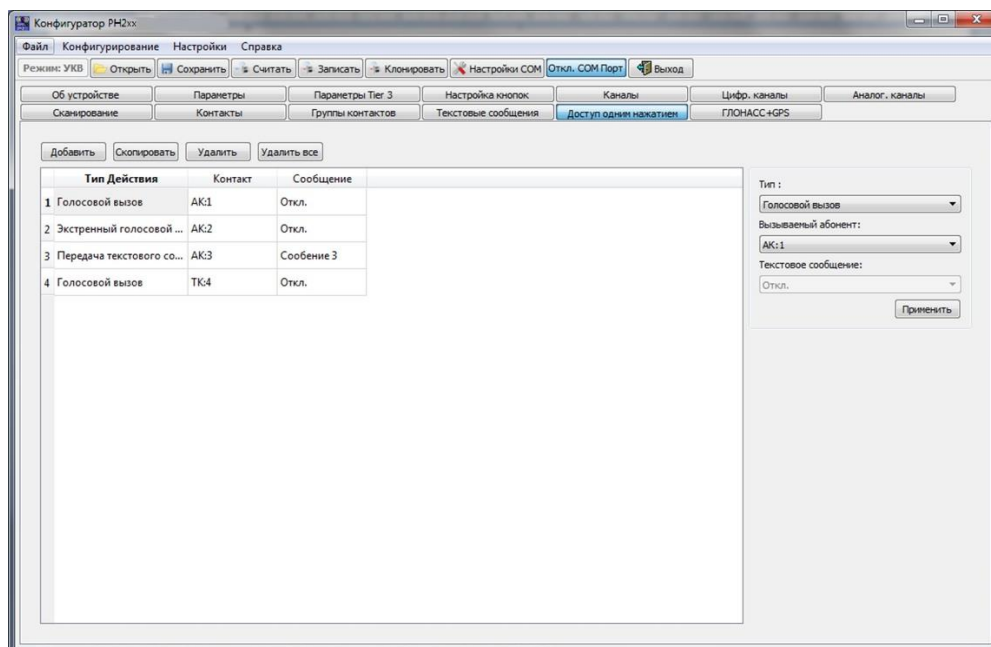 Конфигуратор РН2xx
Файл Конфигурирование Настройки Справка
Режим: УКВ Открыть Сохранить Считать Записать Клонировать Настройки COM Откл. COM Порт Выход
Об устройстве Параметры Параметры Tier 3 Настройка кнопок Каналы Цифр. каналы Аналог. каналы
Сканирование Контакты Группы контактов Текстовые сообщения Доступ одним нажатием ГЛОНАСС+GPS
Добавить Скопировать Удалить Удалить все
Тип Действия Контакт Сообщение
1 Голосовой вызов АК:1 Откл.
2 Экстренный голосовой ... АК:2 Откл.
3 Передача текстового со... АК:3 Сообение 3
4 Голосовой вызов ТК:4 Откл.
Тип :
Голосовой вызов
Вызываемый абонент:
АК:1
Текстовое сообщение:
Откл.
Применить